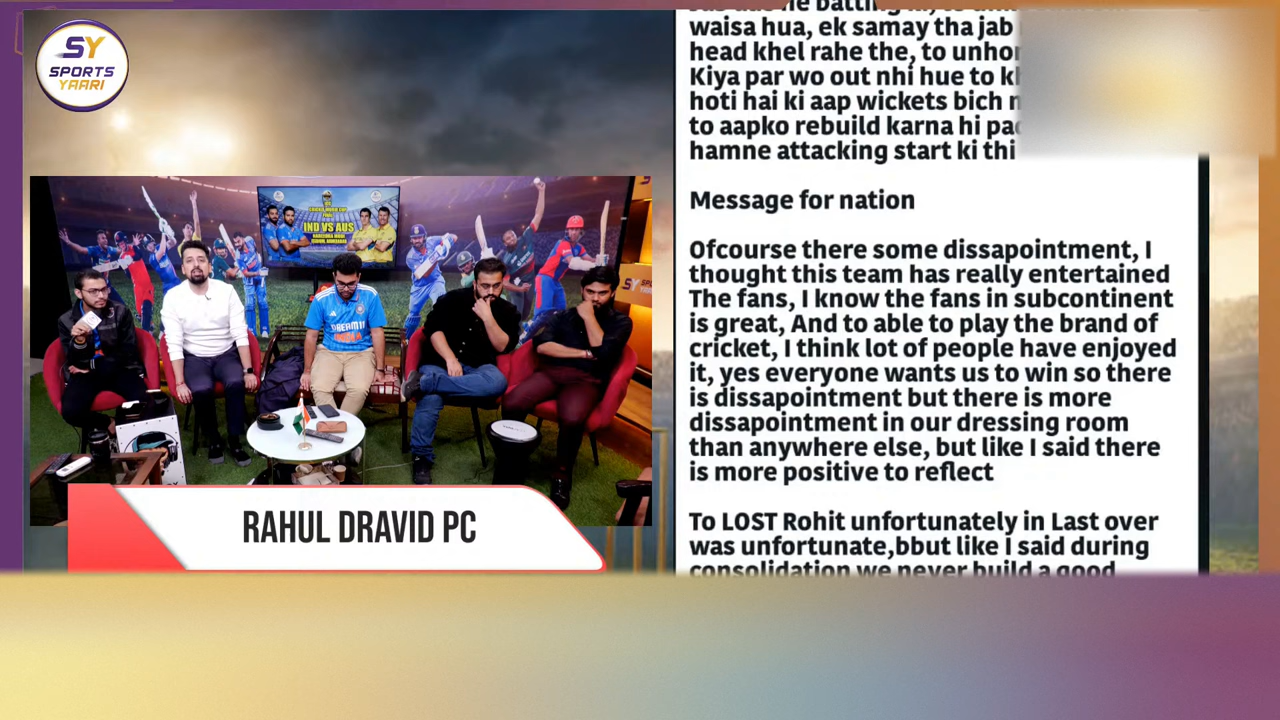 SY
SPORTS
YAARI
IND VS AUS
DREAM11
RAHUL DRAVID PC
waisa hua, ek samay tha jab
head khel rahe the, to
Kiya par wo out nhi hue to
hoti hai ki aap wickets bich
to aapko rebuild karna hi
hamne attacking start ki thi
Message for nation
Ofcourse there some dissapointment, I
thought this team has really entertained
The fans, I know the fans in subcontinent
is great, And to able to play the brand of
cricket, I think lot of people have enjoyed
it, yes everyone wants us to win so there
is dissapointment but there is more
dissapointment in our dressing room
than anywhere else, but like I said there
is more positive to reflect
To LOST Rohit unfortunately in Last over
was unfortunate,bbut like I said during
consolidation we never build a good